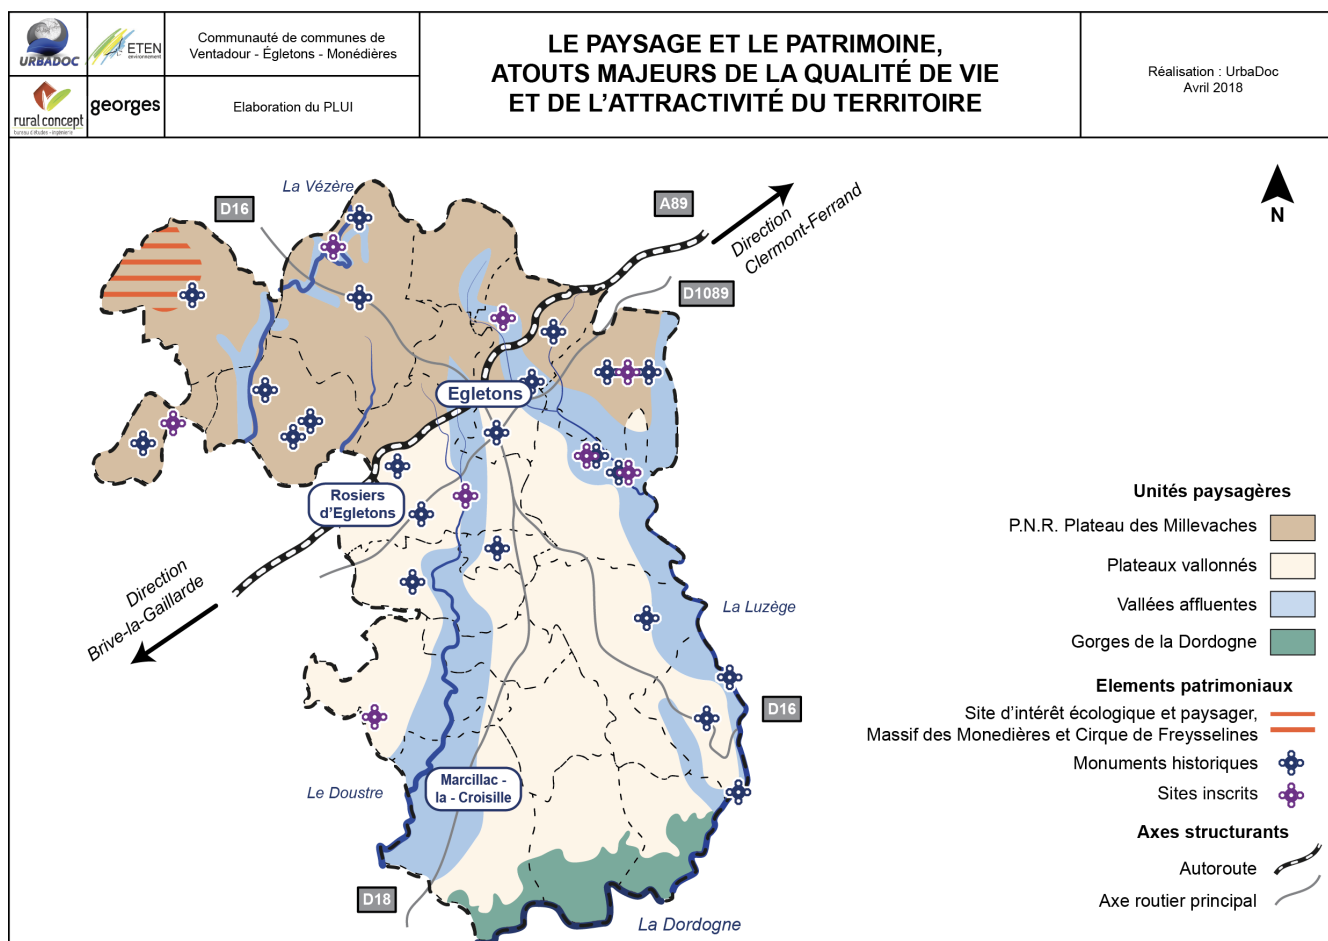 URBADOC
ETEN
environnement
Communauté de communes de
Ventadour - Égletons - Monédières
rural concept
bureau d'études - ingénierie
georges
Elaboration du PLUI
LE PAYSAGE ET LE PATRIMOINE,
ATOUTS MAJEURS DE LA QUALITÉ DE VIE
ET DE L'ATTRACTIVITÉ DU TERRITOIRE
Réalisation : UrbaDoc
Avril 2018
La Vézère
D16
A89
Direction
Clermont-Ferrand
N
D1089
Egletons
Rosiers
d'Egletons
Direction
Brive-la-Gaillarde
La Luzège
D16
Marcillac -
la - Croisille
Le Doustre
D18
La Dordogne
Unités paysagères
P.N.R. Plateau des Millevaches
Plateaux vallonnés
Vallées affluentes
Gorges de la Dordogne
Elements patrimoniaux
Site d'intérêt écologique et paysager,
Massif des Monedières et Cirque de Freysselines
Monuments historiques
Sites inscrits
Axes structurants
Autoroute
Axe routier principal